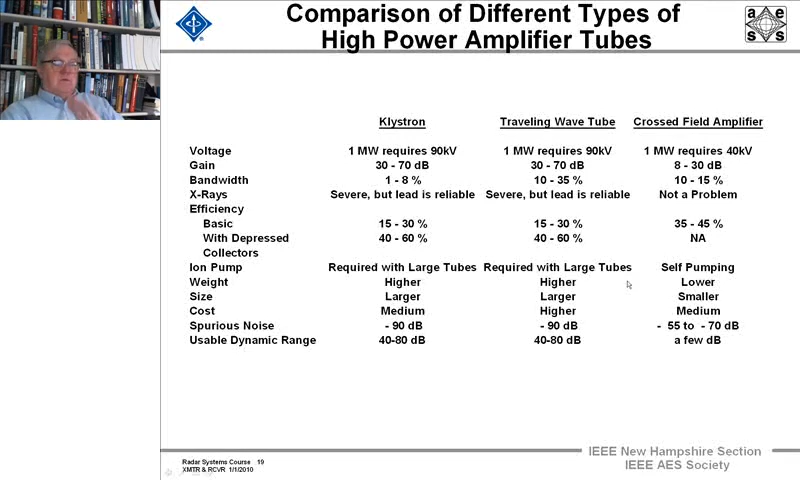 Comparison of Different Types of
High Power Amplifier Tubes
a e
s s
Klystron Traveling Wave Tube Crossed Field Amplifier
Voltage 1 MW requires 90kV 1 MW requires 90kV 1 MW requires 40kV
Gain 30 - 70 dB 30 - 70 dB 8 - 30 dB
Bandwidth 1 - 8 % 10 - 35 % 10 - 15 %
X-Rays Severe, but lead is reliable Severe, but lead is reliable Not a Problem
Efficiency
Basic 15 - 30 % 15 - 30 % 35 - 45 %
With Depressed 40 - 60 % 40 - 60 % NA
Collectors
Ion Pump Required with Large Tubes Required with Large Tubes Self Pumping
Weight Higher Higher Lower
Size Larger Larger Smaller
Cost Medium Higher Medium
Spurious Noise - 90 dB - 90 dB - 55 to - 70 dB
Usable Dynamic Range 40-80 dB 40-80 dB a few dB
Radar Systems Course 19
XMTR & RCVR 1/1/2010
IEEE New Hampshire Section
IEEE AES Society